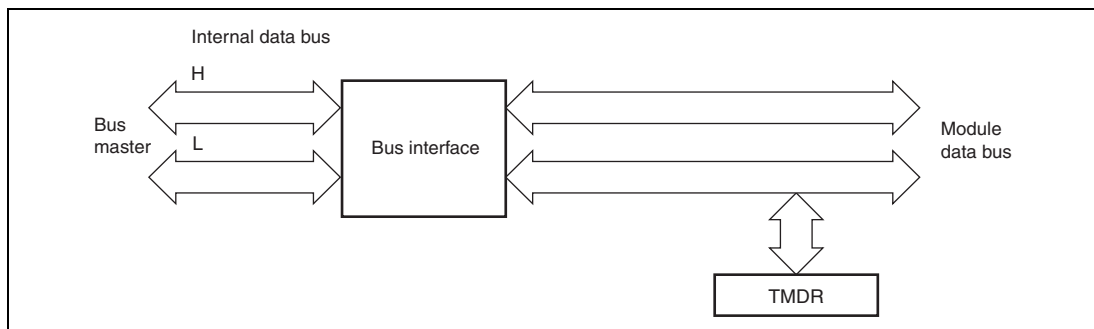 Internal data bus
H
Bus
master
L
Bus interface
Module
data bus
TMDR